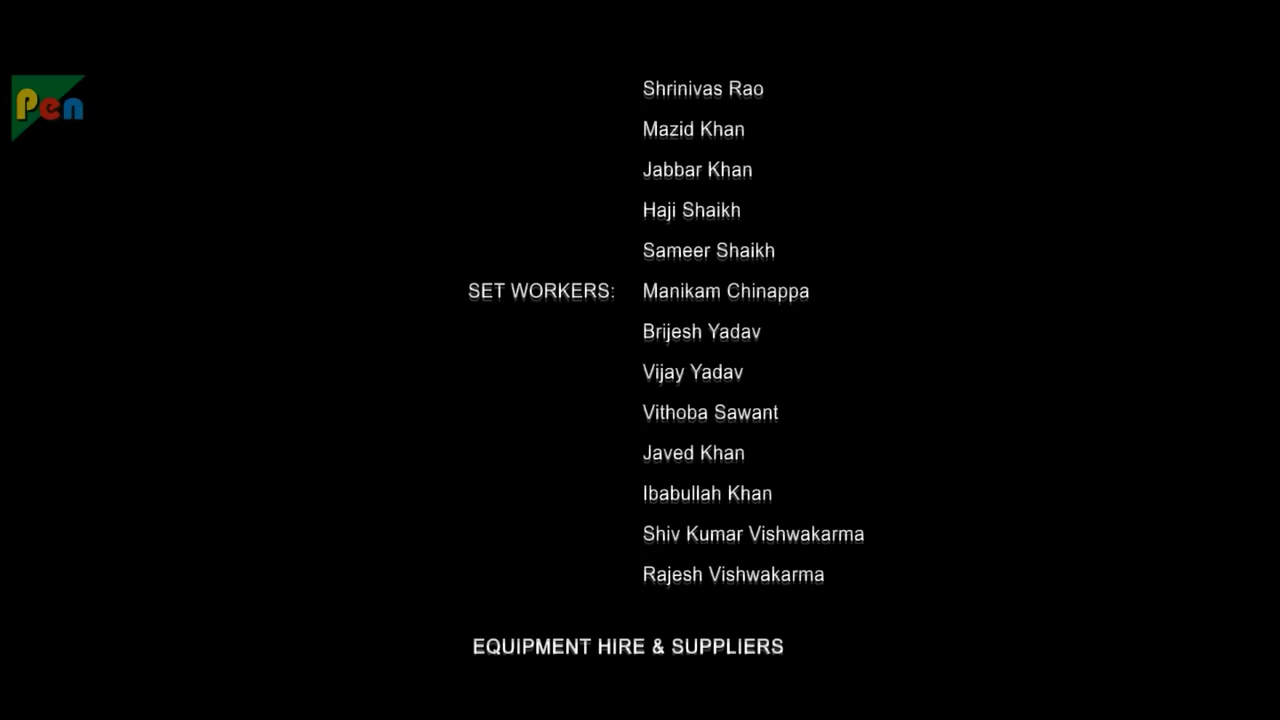 Pen
Shrinivas Rao
Mazid Khan
Jabbar Khan
Haji Shaikh
Sameer Shaikh
SET WORKERS: Manikam Chinappa
Brijesh Yadav
Vijay Yadav
Vithoba Sawant
Javed Khan
Ibabullah Khan
Shiv Kumar Vishwakarma
Rajesh Vishwakarma
EQUIPMENT HIRE & SUPPLIERS